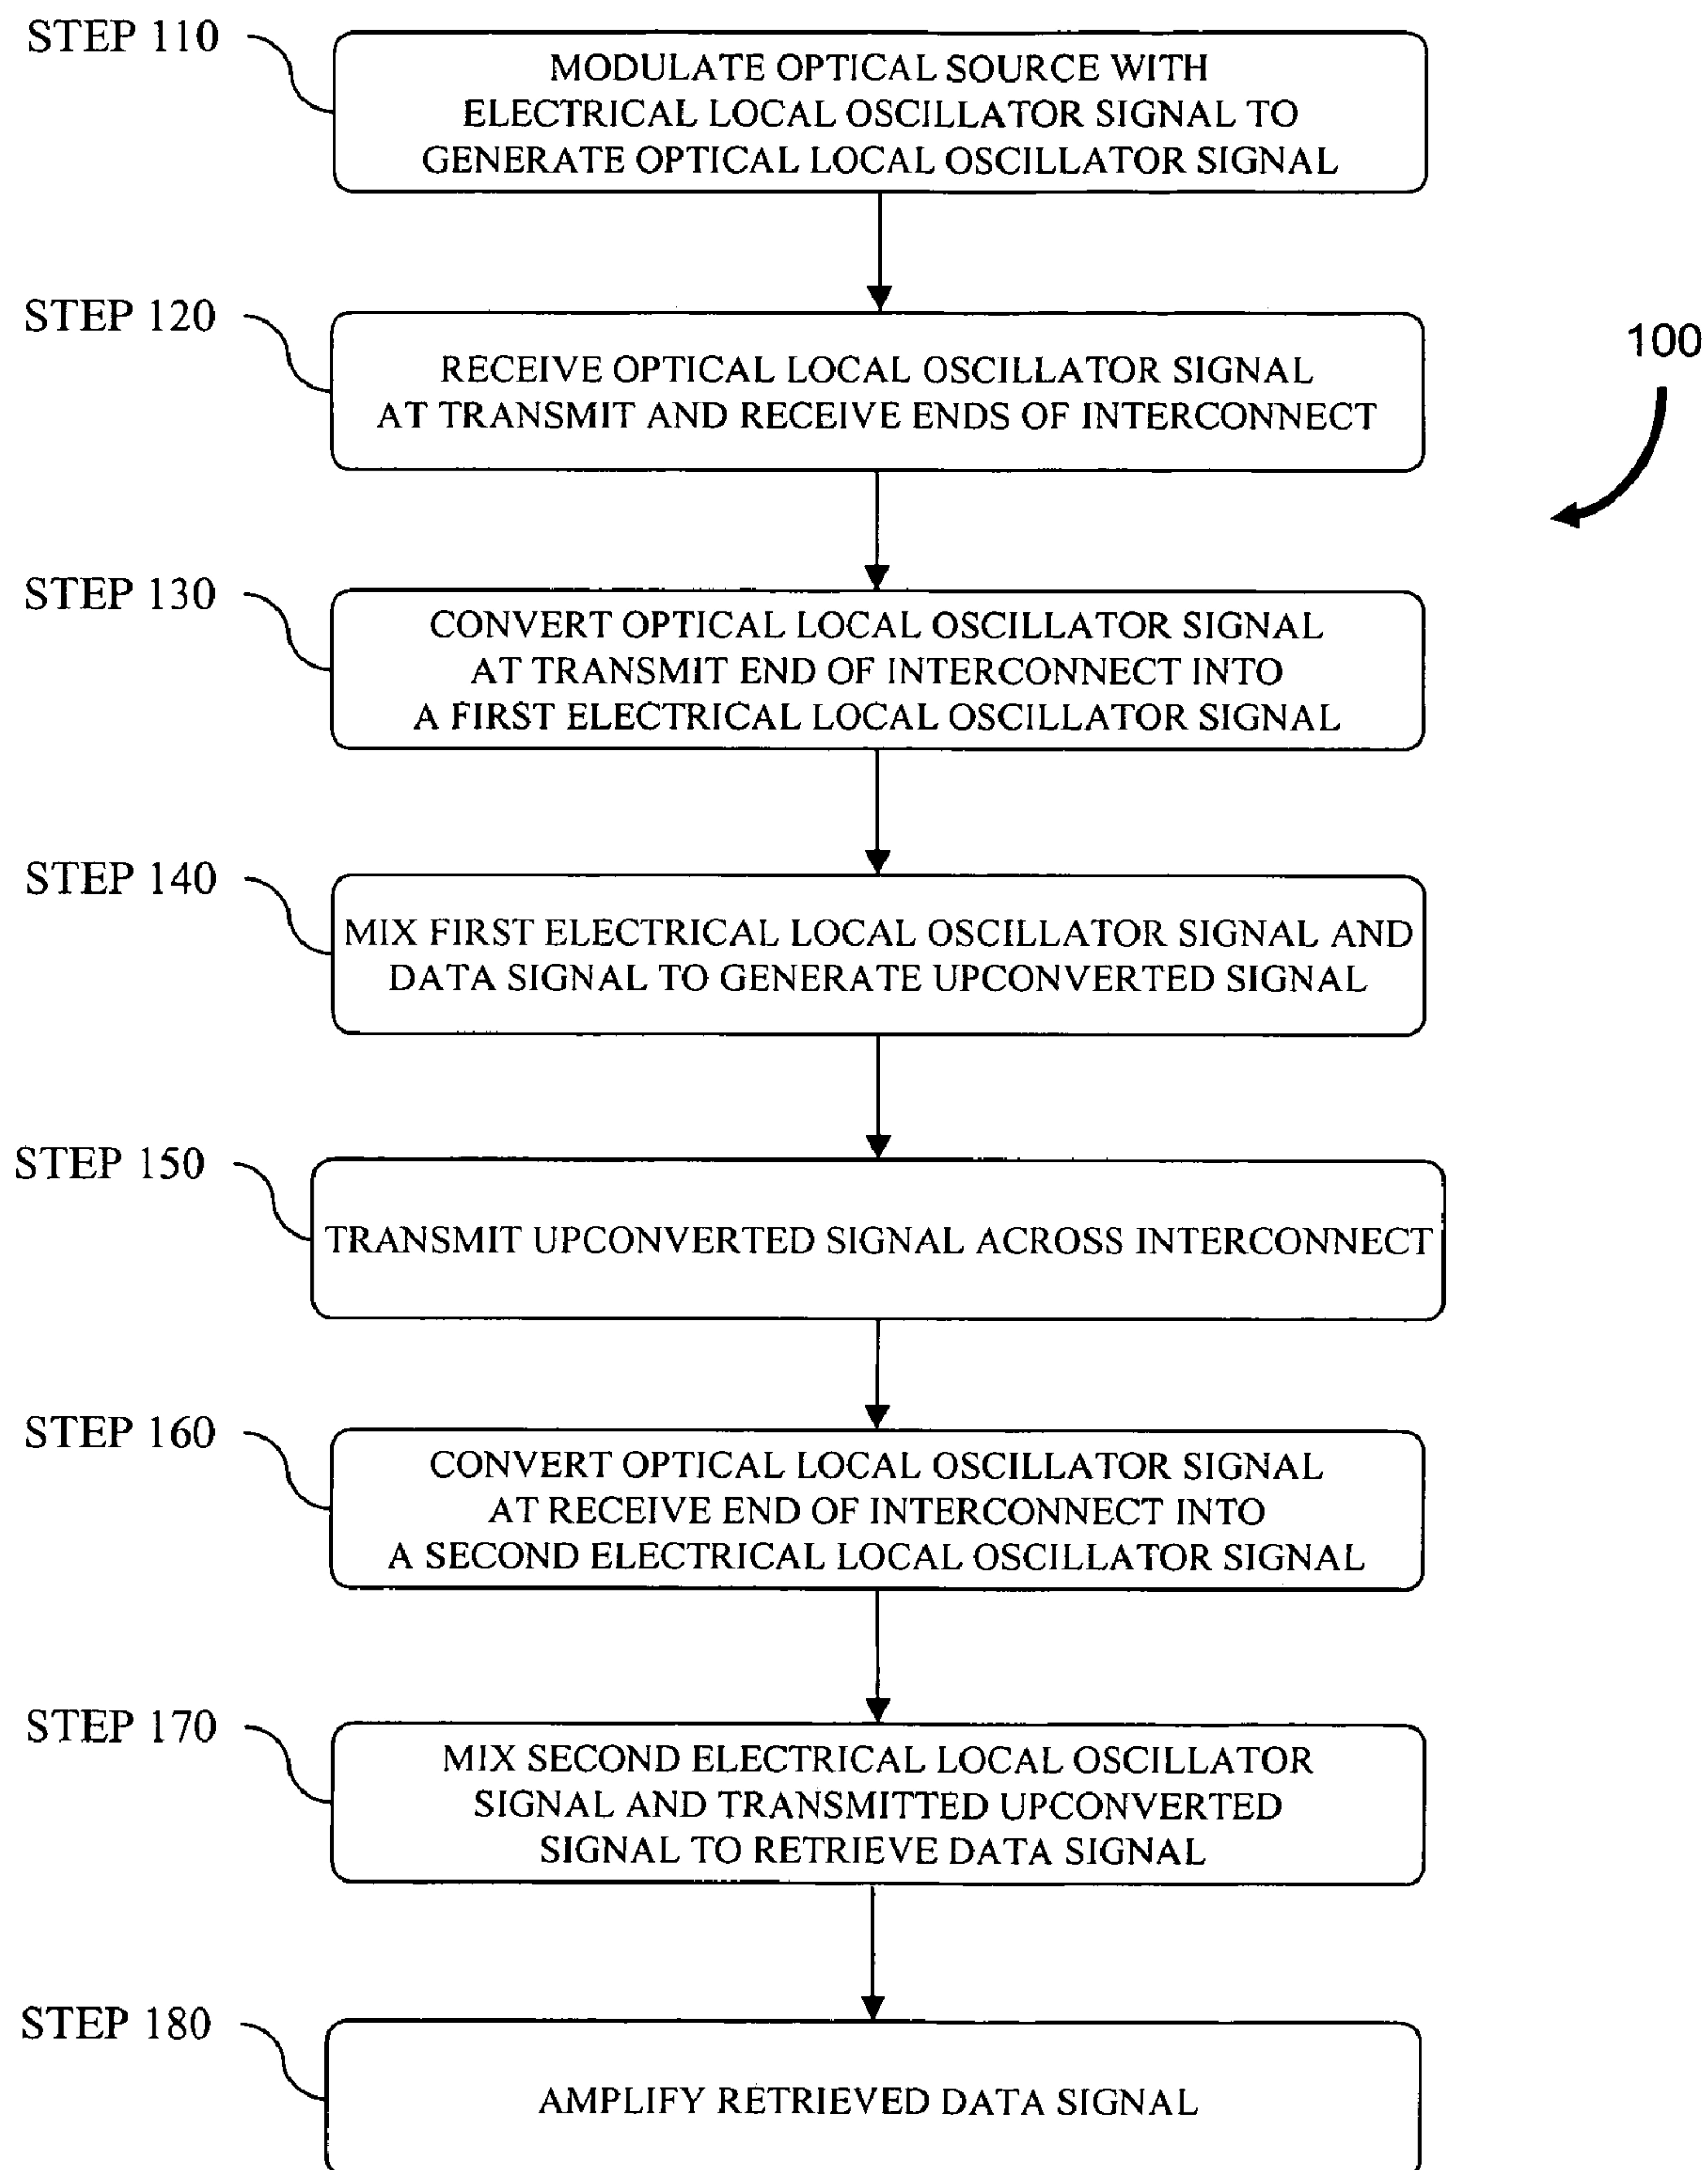 STEP 110
MODULATE OPTICAL SOURCE WITH
ELECTRICAL LOCAL OSCILLATOR SIGNAL TO
GENERATE OPTICAL LOCAL OSCILLATOR SIGNAL
STEP 120
RECEIVE OPTICAL LOCAL OSCILLATOR SIGNAL
AT TRANSMIT AND RECEIVE ENDS OF INTERCONNECT
100
STEP 130
CONVERT OPTICAL LOCAL OSCILLATOR SIGNAL
AT TRANSMIT END OF INTERCONNECT INTO
A FIRST ELECTRICAL LOCAL OSCILLATOR SIGNAL
STEP 140
MIX FIRST ELECTRICAL LOCAL OSCILLATOR SIGNAL AND
DATA SIGNAL TO GENERATE UPCONVERTED SIGNAL
STEP 150
TRANSMIT UPCONVERTED SIGNAL ACROSS INTERCONNECT
STEP 160
CONVERT OPTICAL LOCAL OSCILLATOR SIGNAL
AT RECEIVE END OF INTERCONNECT INTO
A SECOND ELECTRICAL LOCAL OSCILLATOR SIGNAL
STEP 170
MIX SECOND ELECTRICAL LOCAL OSCILLATOR
SIGNAL AND TRANSMITTED UPCONVERTED
SIGNAL TO RETRIEVE DATA SIGNAL
STEP 180
AMPLIFY RETRIEVED DATA SIGNAL